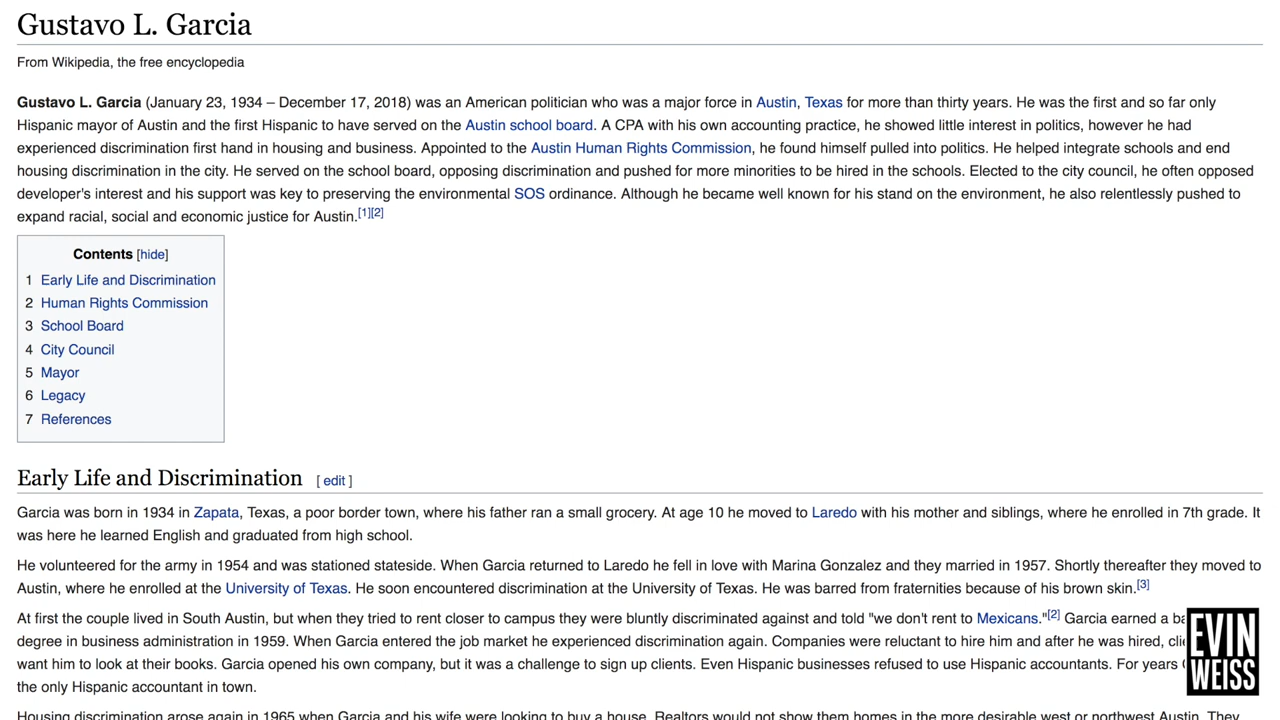 Gustavo L. Garcia
From Wikipedia, the free encyclopedia
Gustavo L. Garcia (January 23, 1934 – December 17, 2018) was an American politician who was a major force in Austin, Texas for more than thirty years. He was the first and so far only
Hispanic mayor of Austin and the first Hispanic to have served on the Austin school board. A CPA with his own accounting practice, he showed little interest in politics, however he had
experienced discrimination first hand in housing and business. Appointed to the Austin Human Rights Commission, he found himself pulled into politics. He helped integrate schools and end
housing discrimination in the city. He served on the school board, opposing discrimination and pushed for more minorities to be hired in the schools. Elected to the city council, he often opposed
developer's interest and his support was key to preserving the environmental SOS ordinance. Although he became well known for his stand on the environment, he also relentlessly pushed to
expand racial, social and economic justice for Austin.[1][2]
Contents [hide]
1 Early Life and Discrimination
2 Human Rights Commission
3 School Board
4 City Council
5 Mayor
6 Legacy
7 References
Early Life and Discrimination [ edit ]
Garcia was born in 1934 in Zapata, Texas, a poor border town, where his father ran a small grocery. At age 10 he moved to Laredo with his mother and siblings, where he enrolled in 7th grade. It
was here he learned English and graduated from high school.
He volunteered for the army in 1954 and was stationed stateside. When Garcia returned to Laredo he fell in love with Marina Gonzalez and they married in 1957. Shortly thereafter they moved to
Austin, where he enrolled at the University of Texas. He soon encountered discrimination at the University of Texas. He was barred from fraternities because of his brown skin.[3]
At first the couple lived in South Austin, but when they tried to rent closer to campus they were bluntly discriminated against and told "we don't rent to Mexicans."[2] Garcia earned a
degree in business administration in 1959. When Garcia entered the job market he experienced discrimination again. Companies were reluctant to hire him and after he was hired,
want him to look at their books. Garcia opened his own company, but it was a challenge to sign up clients. Even Hispanic businesses refused to use Hispanic accountants. For years
the only Hispanic accountant in town.
Housing discrimination arose again in 1965 when Garcia and his wife were looking to buy a house. Realtors would not show them homes in the more desirable west or northwest Austin. They
EVIN
WEISS